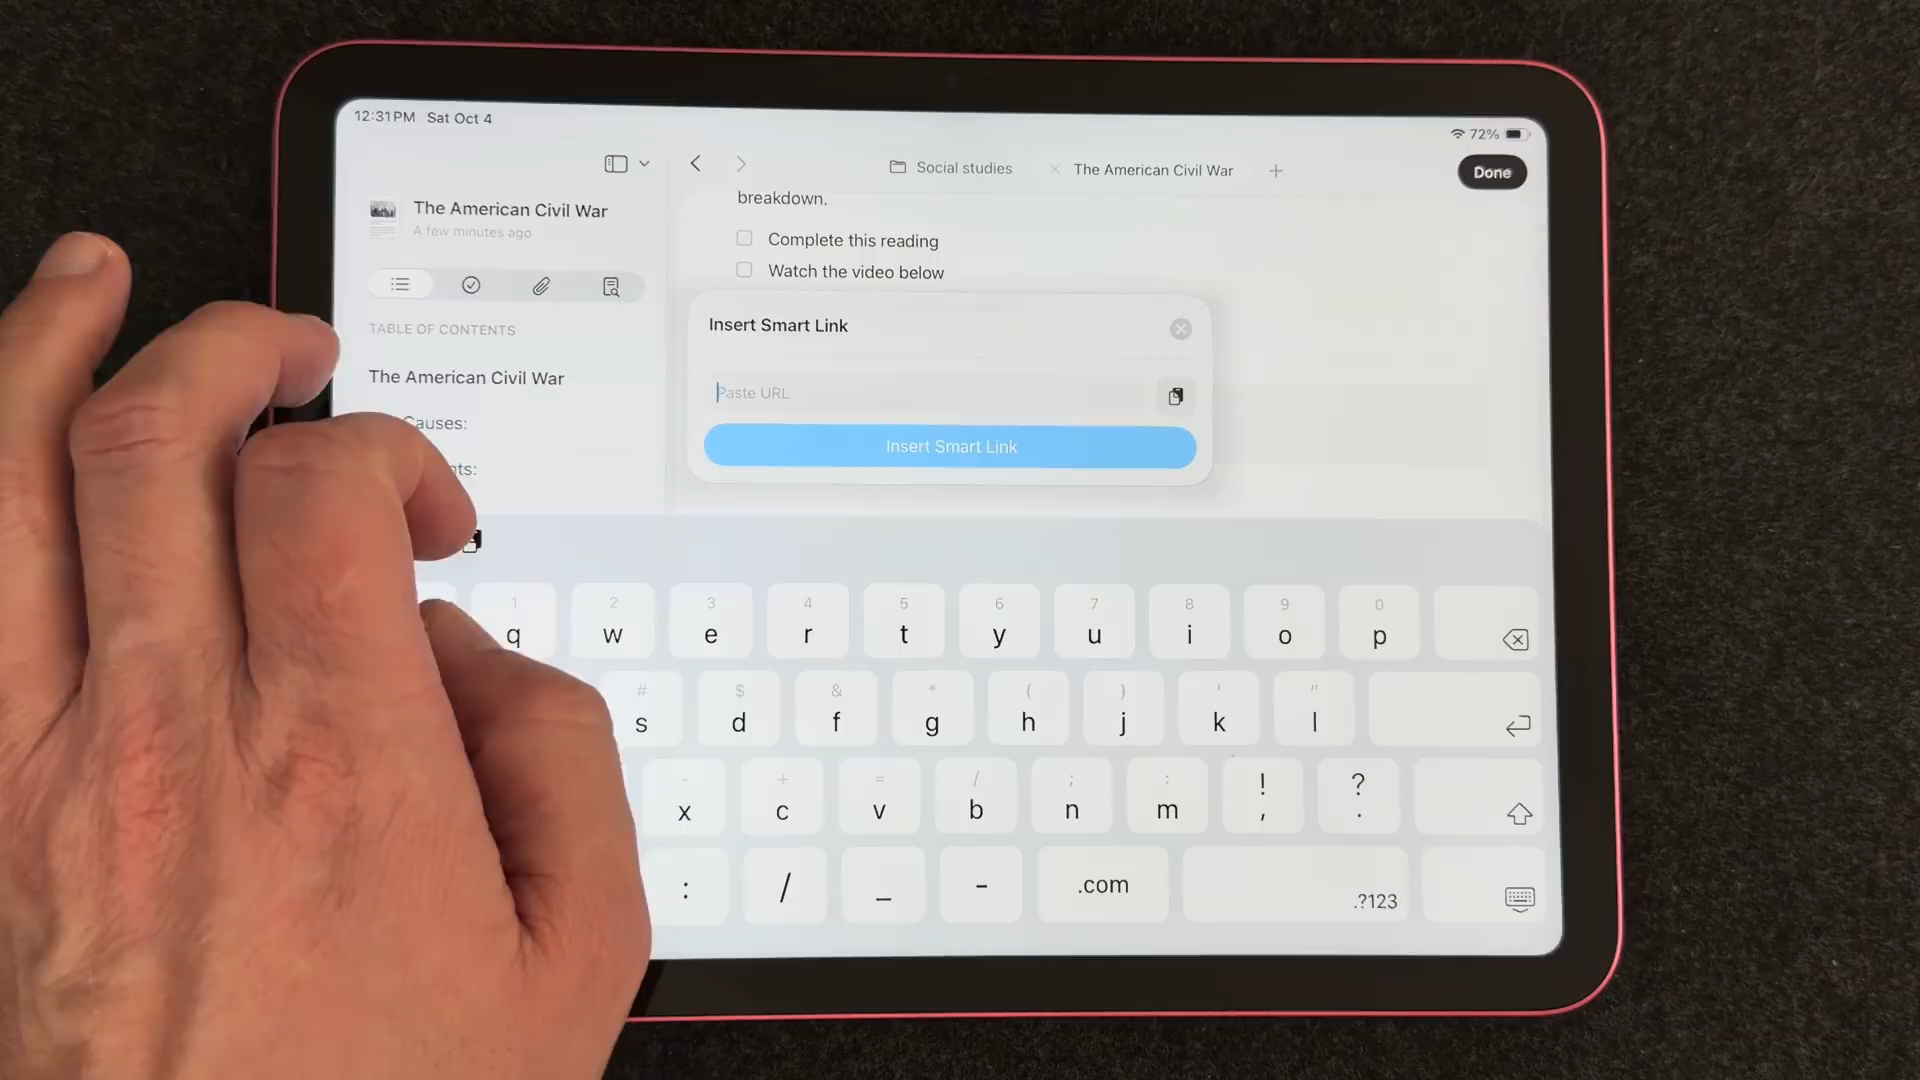 12:31PM Sat Oct 4
72%
Social studies
The American Civil War
Done
The American Civil War
A few minutes ago
TABLE OF CONTENTS
The American Civil War
Causes:
breakdown.
Complete this reading
Watch the video below
Insert Smart Link
Paste URL
Insert Smart Link
1 2 3 4 5 6 7 8 9 0
q w e r t y u i o p
# $ & * ( ) ' "
s d f g h j k l
- + = / ; : ! ?
x c v b n m , .
: / _ - .com .?123